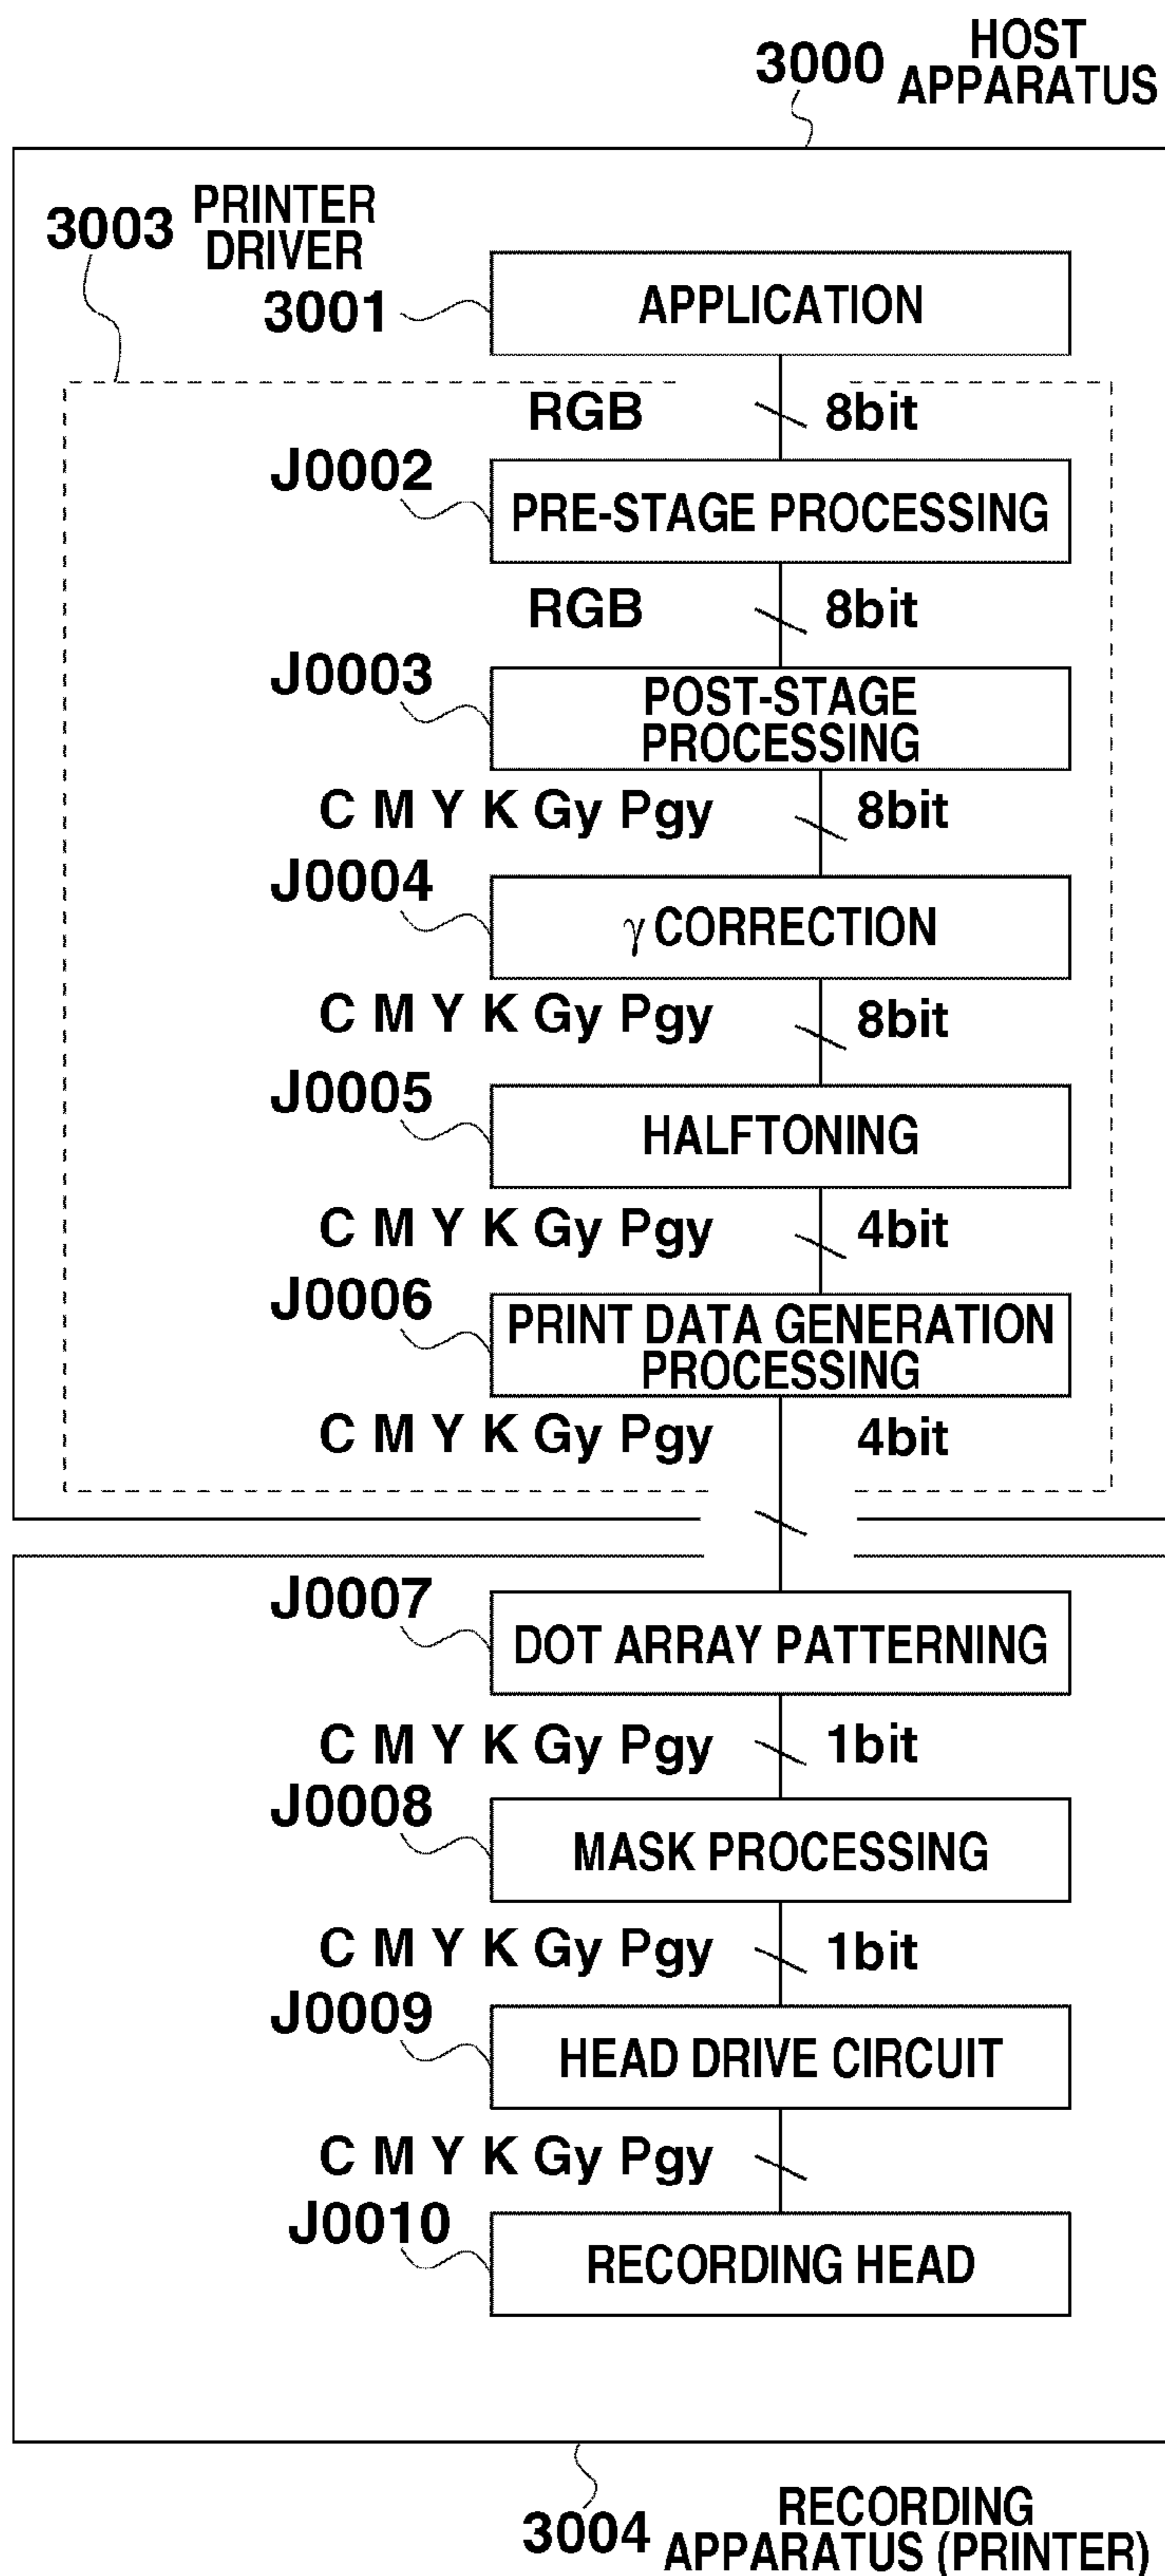 3000 HOST
APPARATUS
3003 PRINTER
DRIVER
3001 APPLICATION
RGB 8bit
J0002 PRE-STAGE PROCESSING
RGB 8bit
J0003 POST-STAGE
PROCESSING
C M Y K Gy Pgy 8bit
J0004 γ CORRECTION
C M Y K Gy Pgy 8bit
J0005 HALFTONING
C M Y K Gy Pgy 4bit
J0006 PRINT DATA GENERATION
PROCESSING
C M Y K Gy Pgy 4bit
J0007 DOT ARRAY PATTERNING
C M Y K Gy Pgy 1bit
J0008 MASK PROCESSING
C M Y K Gy Pgy 1bit
J0009 HEAD DRIVE CIRCUIT
C M Y K Gy Pgy
J0010 RECORDING HEAD
3004 RECORDING
APPARATUS (PRINTER)